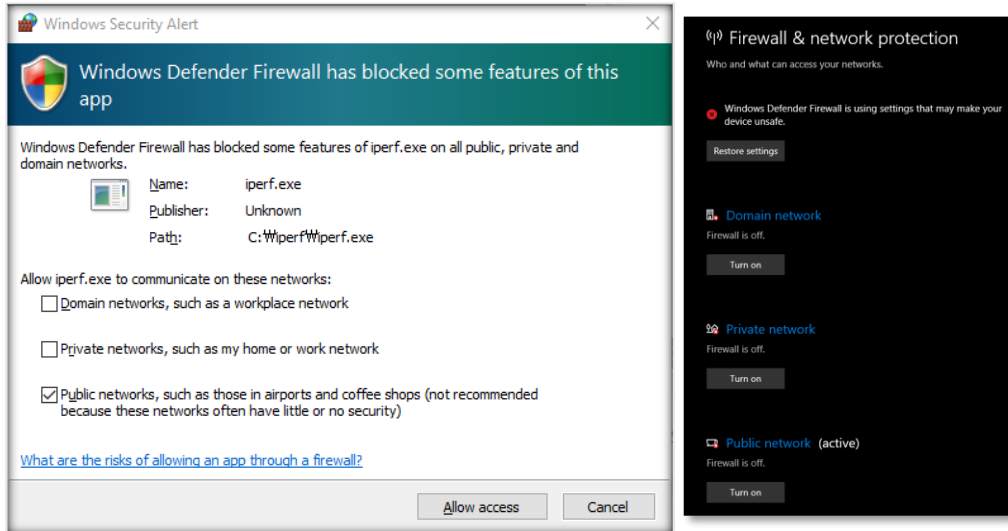 Windows Security Alert
Windows Defender Firewall has blocked some features of this
app
Windows Defender Firewall has blocked some features of iperf.exe on all public, private and
domain networks.
Name: iperf.exe
Publisher: Unknown
Path: C:₩iperf₩iperf.exe
Allow iperf.exe to communicate on these networks:
Domain networks, such as a workplace network
Private networks, such as my home or work network
Public networks, such as those in airports and coffee shops (not recommended
because these networks often have little or no security)
What are the risks of allowing an app through a firewall?
Allow access Cancel
Firewall & network protection
Who and what can access your networks.
Windows Defender Firewall is using settings that may make your
device unsafe.
Restore settings
Domain network
Firewall is off.
Turn on
Private network
Firewall is off.
Turn on
Public network (active)
Firewall is off.
Turn on